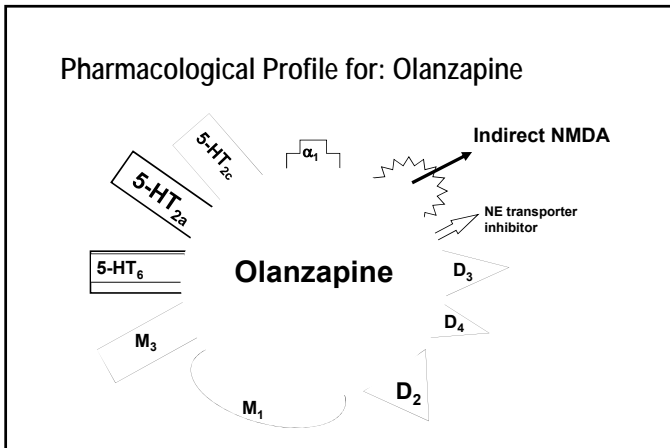 Pharmacological Profile for: Olanzapine
5-HT2c
α1
Indirect NMDA
5-HT2a
NE transporter
inhibitor
5-HT6
Olanzapine
D3
D4
M3
D2
M1